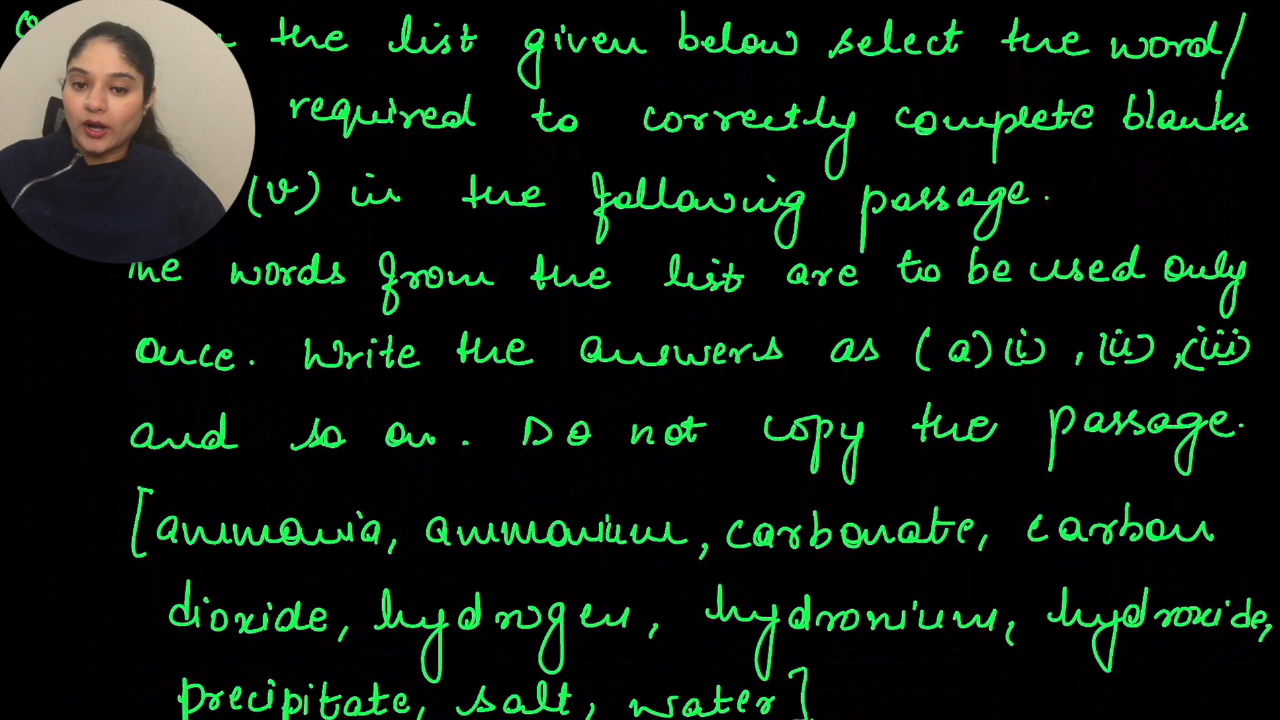 the list given below select the word/
required to correctly complete blanks
(v) in the following passage.
words from the list are to be used only
once. Write the answers as (a)(i), (ii), (iii)
and so on. Do not copy the passage.
[ammonia, ammonium, carbonate, carbon
dioxide, hydrogen, hydronium, hydroxide,
precipitate, salt, water]